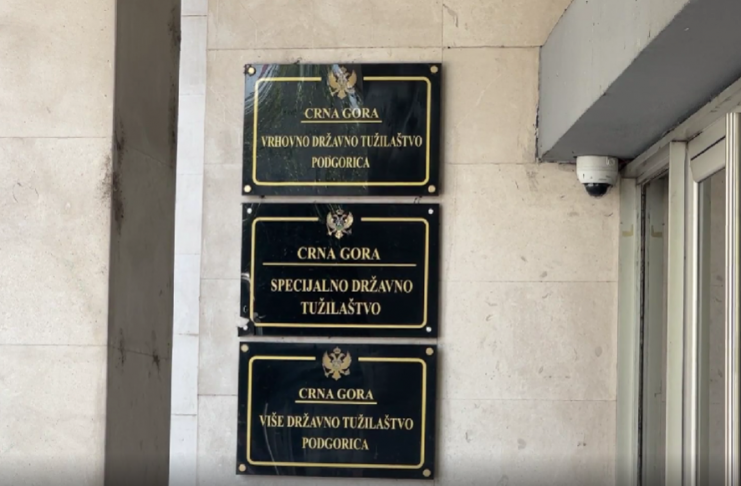 CRNA GORA
VRHOVNO DRŽAVNO TUŽILAŠTVO
PODGORICA
CRNA GORA
SPECIJALNO DRŽAVNO
TUŽILAŠTVO
CRNA GORA
VIŠE DRŽAVNO TUŽILAŠTVO
PODGORICA